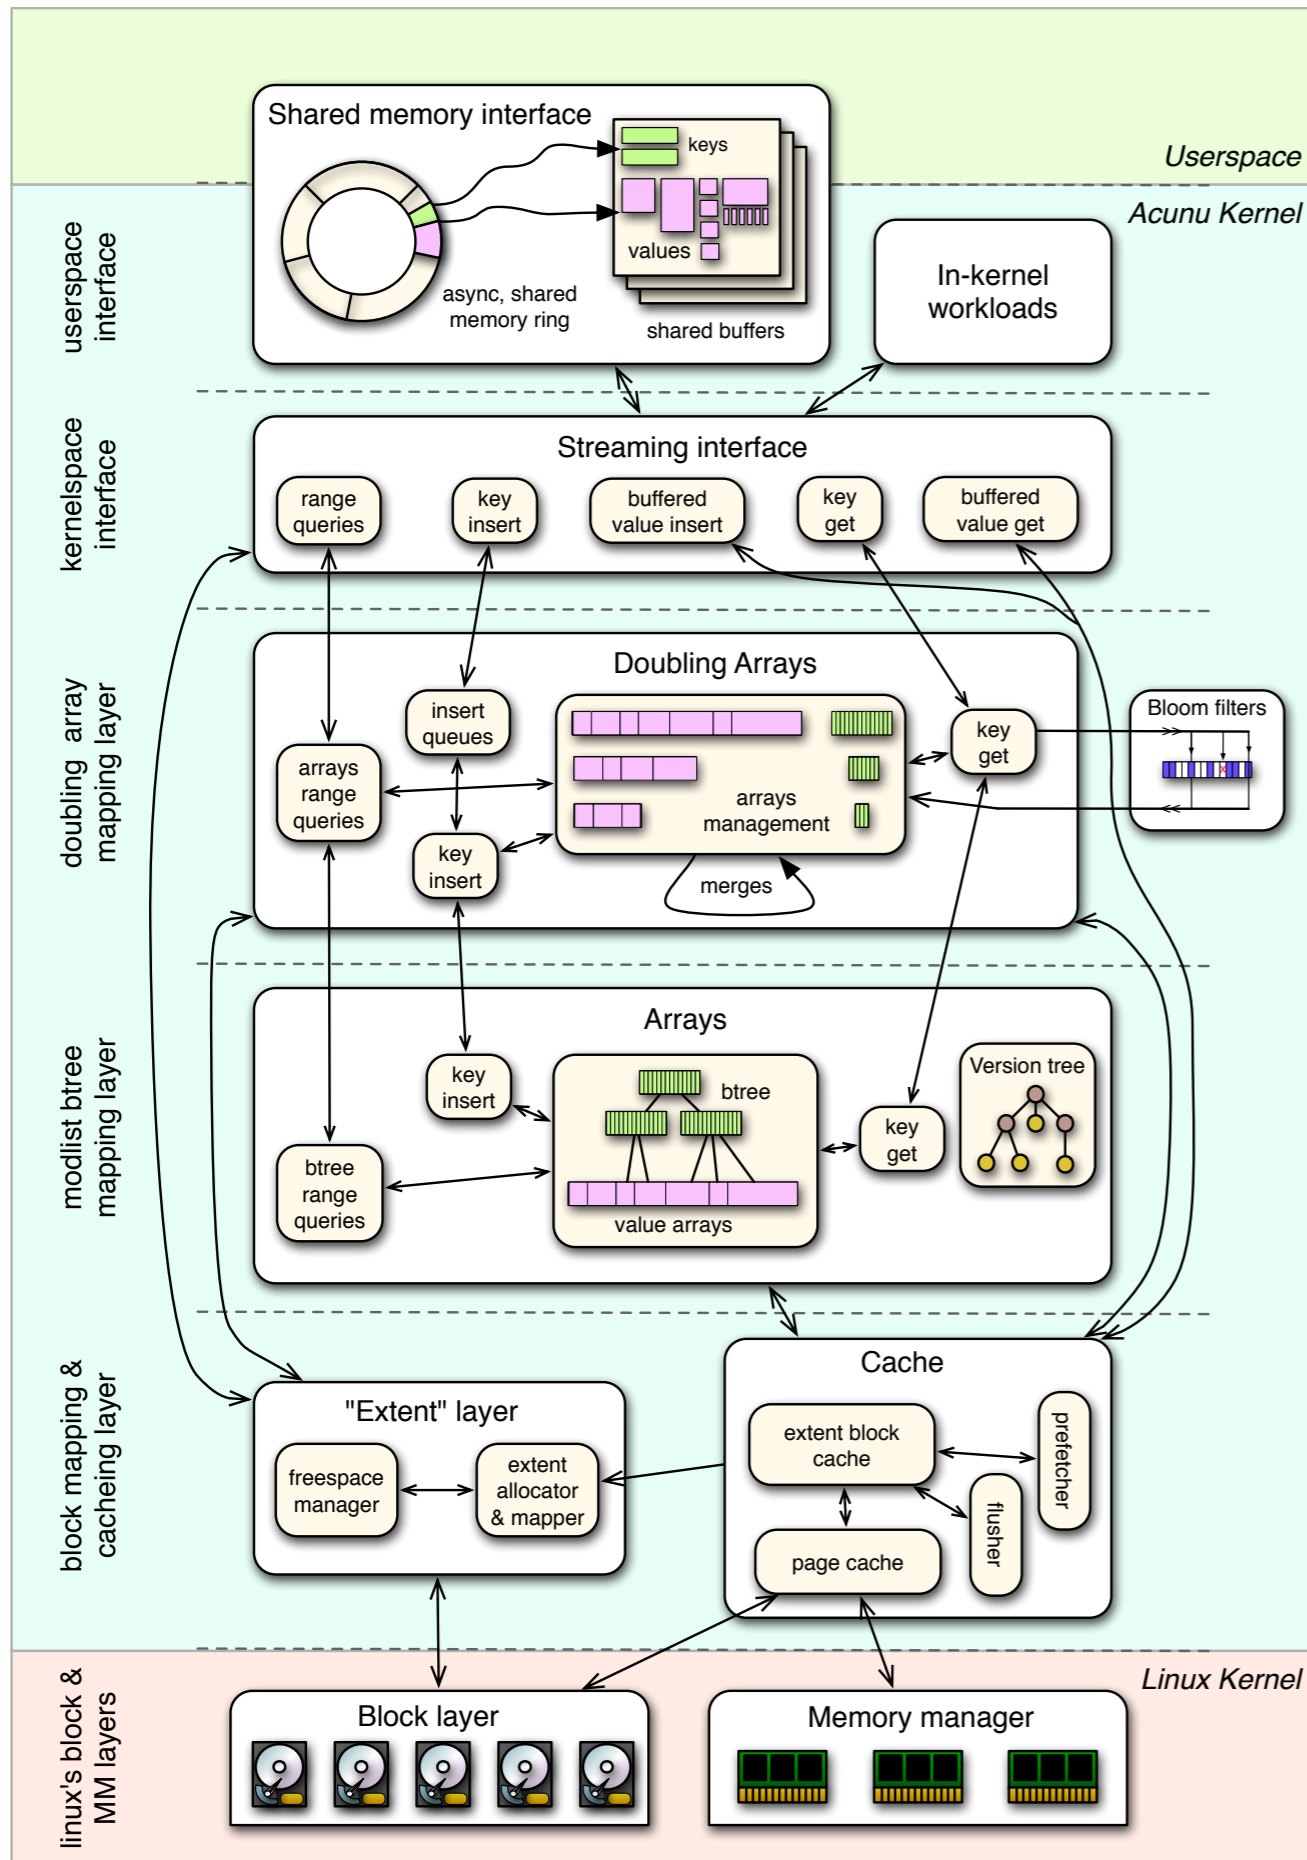 Userspace
Acunu Kernel
userspace
interface
Shared memory interface
keys
values
async, shared
memory ring
shared buffers
In-kernel
workloads
kernelspace
interface
Streaming interface
range
queries
key
insert
buffered
value insert
key
get
buffered
value get
doubling array
mapping layer
Doubling Arrays
insert
queues
arrays
range
queries
key
insert
arrays
management
merges
key
get
Bloom filters
x
modlist btree
mapping layer
Arrays
key
insert
btree
range
queries
btree
value arrays
key
get
Version tree
block mapping &
cacheing layer
"Extent" layer
freespace
manager
extent
allocator
& mapper
Cache
extent block
cache
prefetcher
flusher
page cache
Linux Kernel
linux's block &
MM layers
Block layer
Memory manager